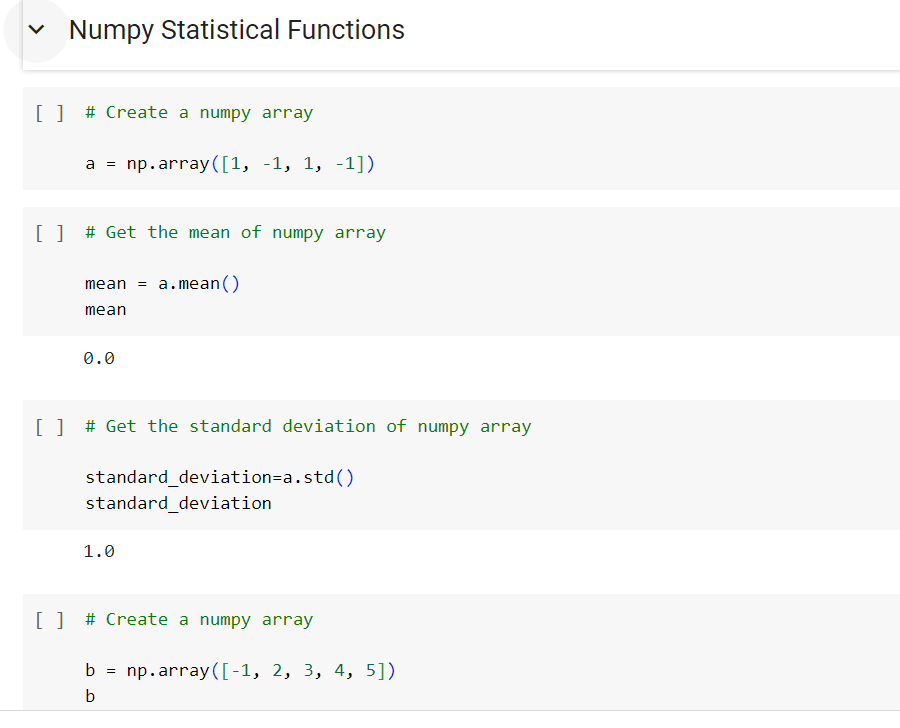 Numpy Statistical Functions
[ ] # Create a numpy array
a = np.array([1, -1, 1, -1])
[ ] # Get the mean of numpy array
mean = a.mean()
mean
0.0
[ ] # Get the standard deviation of numpy array
standard_deviation=a.std()
standard_deviation
1.0
[ ] # Create a numpy array
b = np.array([-1, 2, 3, 4, 5])
b